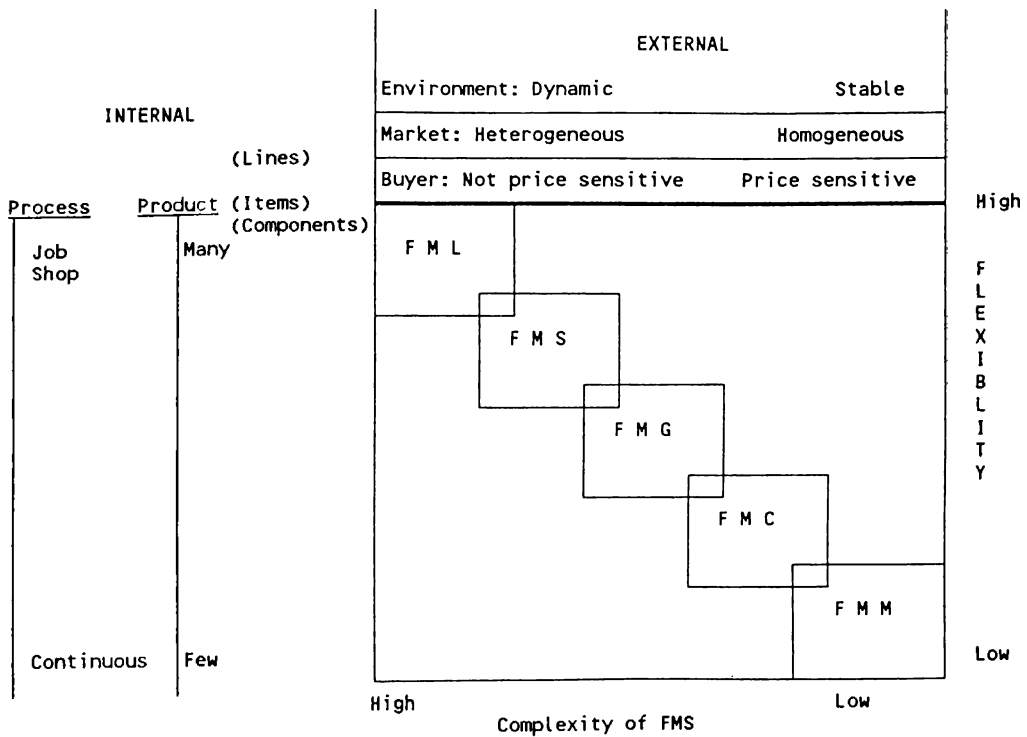 EXTERNAL
Environment: Dynamic Stable
INTERNAL
Market: Heterogeneous Homogeneous
(Lines)
Buyer: Not price sensitive Price sensitive
Process Product (Items)
(Components)
High
Job
Shop
Many
F M L
F M S
F M G
F M C
F M M
F
L
E
X
I
B
L
I
T
Y
Continuous Few
Low
High Low
Complexity of FMS